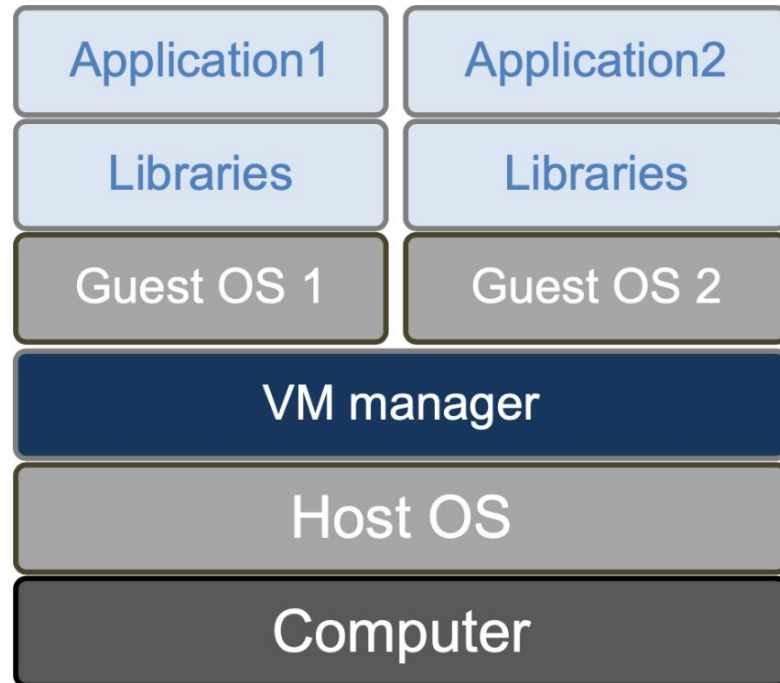 Application1
Application2
Libraries
Libraries
Guest OS 1
Guest OS 2
VM manager
Host OS
Computer